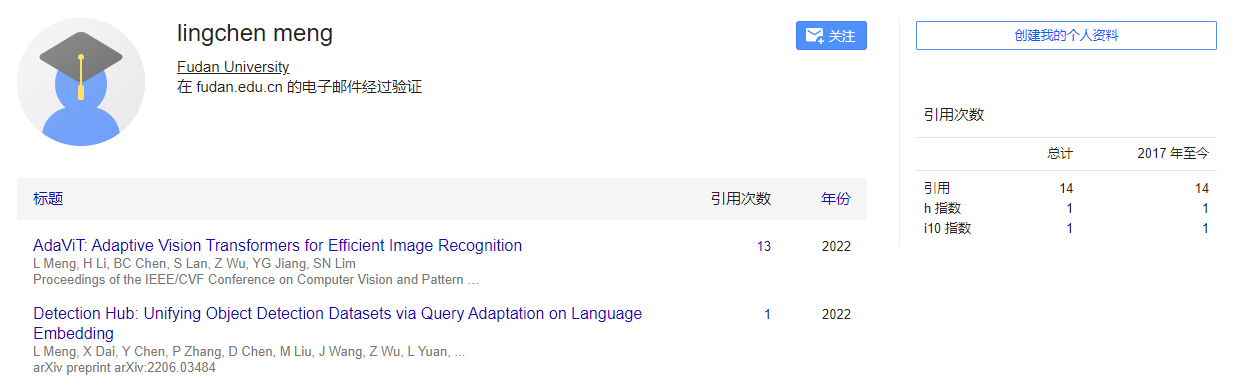 lingchen meng
关注
Fudan University
在 fudan.edu.cn 的电子邮件经过验证
标题 引用次数 年份
AdaViT: Adaptive Vision Transformers for Efficient Image Recognition 13 2022
L Meng, H Li, BC Chen, S Lan, Z Wu, YG Jiang, SN Lim
Proceedings of the IEEE/CVF Conference on Computer Vision and Pattern …
Detection Hub: Unifying Object Detection Datasets via Query Adaptation on Language 1 2022
Embedding
L Meng, X Dai, Y Chen, P Zhang, D Chen, M Liu, J Wang, Z Wu, L Yuan, ...
arXiv preprint arXiv:2206.03484
创建我的个人资料
引用次数
总计 2017 年至今
引用 14 14
h 指数 1 1
i10 指数 1 1